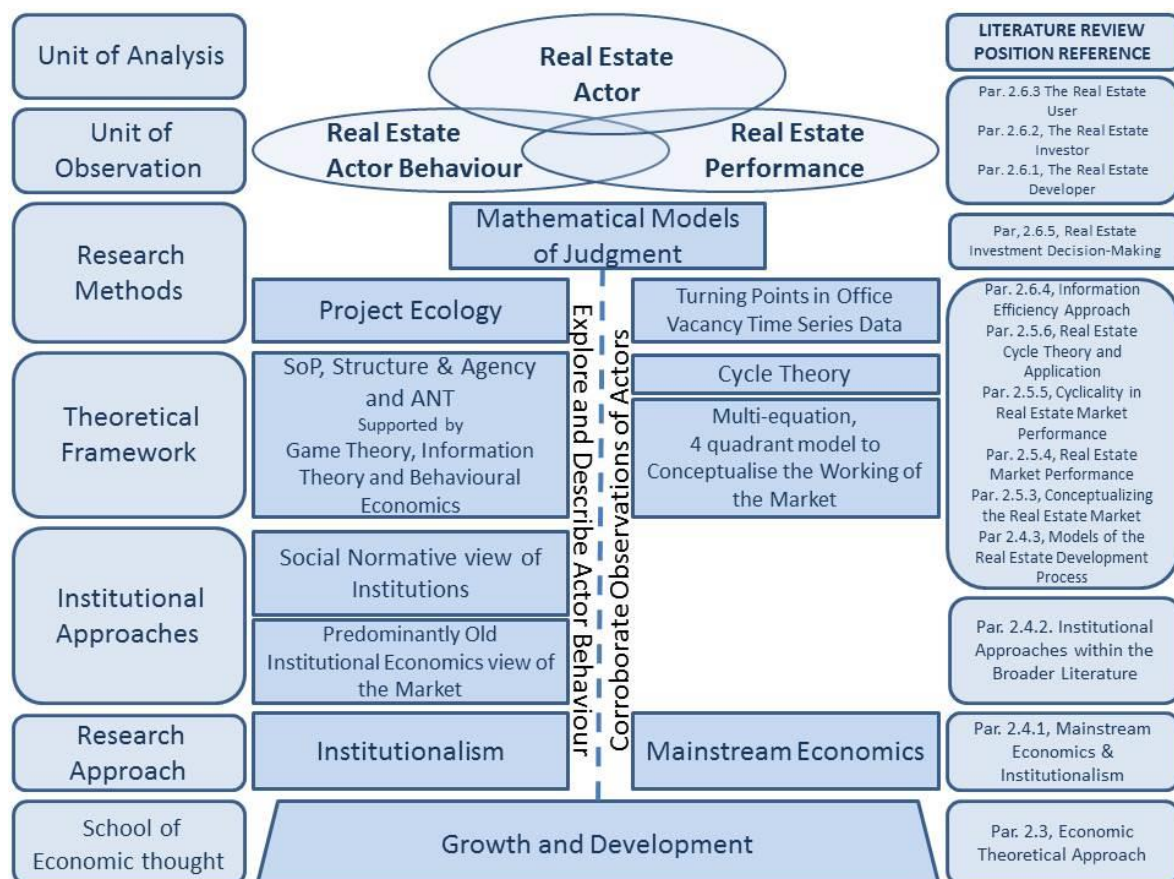 Unit of Analysis
Unit of
Observation
Research
Methods
Theoretical
Framework
Institutional
Approaches
Research
Approach
School of
Economic thought
Real Estate
Actor
Real Estate
Actor Behaviour
Real Estate
Performance
Mathematical Models
of Judgment
Project Ecology
SoP, Structure & Agency
and ANT
Supported by
Game Theory, Information
Theory and Behavioural
Economics
Social Normative view of
Institutions
Predominantly Old
Institutional Economics view of
the Market
Institutionalism
Explore and Describe Actor Behaviour
Corroborate Observations of Actors
Turning Points in Office
Vacancy Time Series Data
Cycle Theory
Multi-equation,
4 quadrant model to
Conceptualise the Working of
the Market
Mainstream Economics
Growth and Development
LITERATURE REVIEW
POSITION REFERENCE
Par. 2.6.3 The Real Estate
User
Par. 2.6.2, The Real Estate
Investor
Par. 2.6.1, The Real Estate
Developer
Par, 2.6.5, Real Estate
Investment Decision-Making
Par. 2.6.4, Information
Efficiency Approach
Par. 2.5.6, Real Estate
Cycle Theory and
Application
Par. 2.5.5, Cyclicality in
Real Estate Market
Performance
Par. 2.5.4, Real Estate
Market Performance
Par. 2.5.3, Conceptualizing
the Real Estate Market
Par 2.4.3, Models of the
Real Estate Development
Process
Par. 2.4.2. Institutional
Approaches within the
Broader Literature
Par. 2.4.1, Mainstream
Economics &
Institutionalism
Par. 2.3, Economic
Theoretical Approach